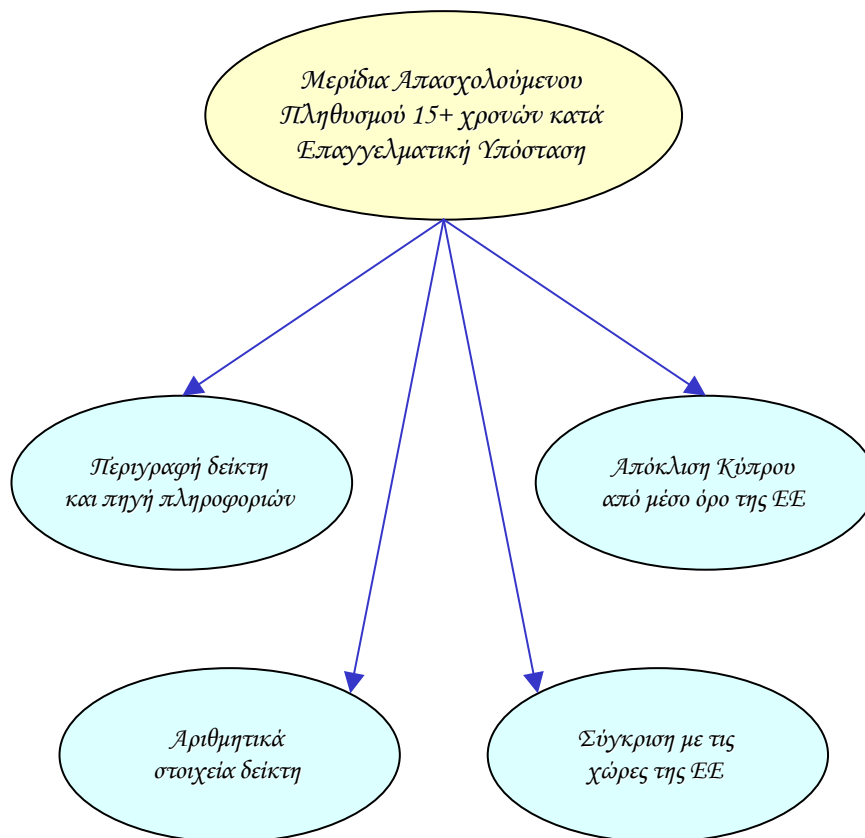 Μερίδια Απασχολούμενου
Πληθυσμού 15+ χρονών κατά
Επαγγελματική Υπόσταση
Περιγραφή δείκτη
και πηγή πληροφοριών
Απόκλιση Κύπρου
από μέσο όρο της ΕΕ
Αριθμητικά
στοιχεία δείκτη
Σύγκριση με τις
χώρες της ΕΕ